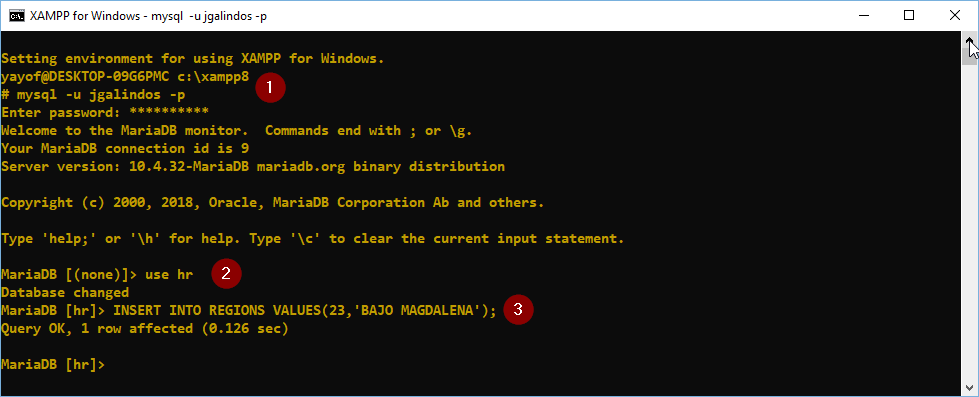 XAMPP for Windows - mysql -u jgalindos -p
Setting environment for using XAMPP for Windows.
yayof@DESKTOP-09G6PMC c:\xampp8
1
# mysql -u jgalindos -p
Enter password: **********
Welcome to the MariaDB monitor.  Commands end with ; or \g.
Your MariaDB connection id is 9
Server version: 10.4.32-MariaDB mariadb.org binary distribution
Copyright (c) 2000, 2018, Oracle, MariaDB Corporation Ab and others.
Type 'help;' or '\h' for help. Type '\c' to clear the current input statement.
MariaDB [(none)]> use hr 2
Database changed
MariaDB [hr]> INSERT INTO REGIONS VALUES(23,'BAJO MAGDALENA'); 3
Query OK, 1 row affected (0.126 sec)
MariaDB [hr]>